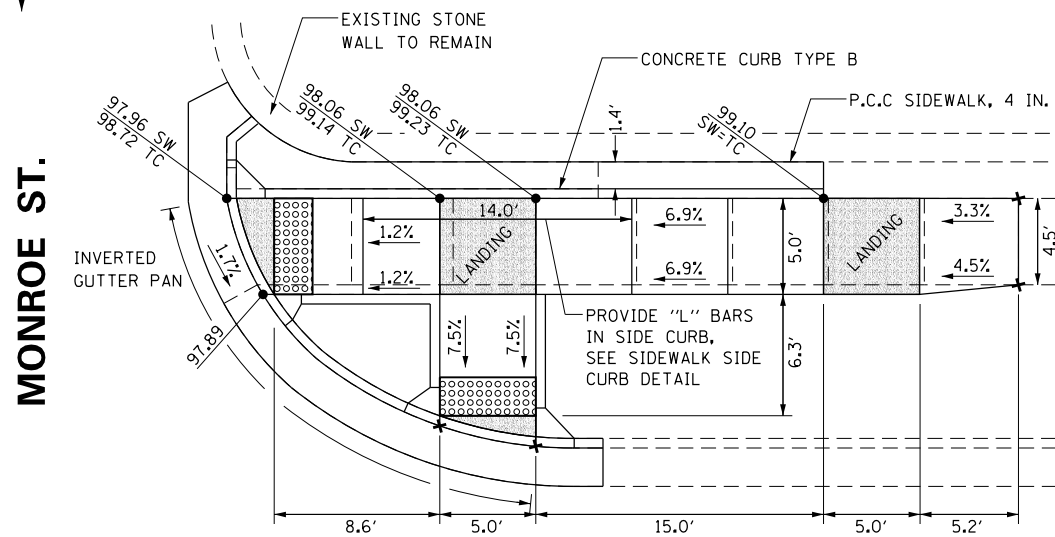 EXISTING STONE
WALL TO REMAIN
CONCRETE CURB TYPE B
P.C.C SIDEWALK, 4 IN.
97.96 SW
98.72 TC
98.06 SW
99.14 TC
98.06 SW
99.23 TC
1.4'
99.10
SW=TC
MONROE ST.
INVERTED
GUTTER PAN
1.7%
97.89
14.0'
1.2%
1.2%
LANDING
6.9%
6.9%
5.0'
LANDING
3.3%
4.5%
4.5'
7.5%
7.5%
PROVIDE "L" BARS
IN SIDE CURB,
SEE SIDEWALK SIDE
CURB DETAIL
6.3'
8.6'
5.0'
15.0'
5.0'
5.2'